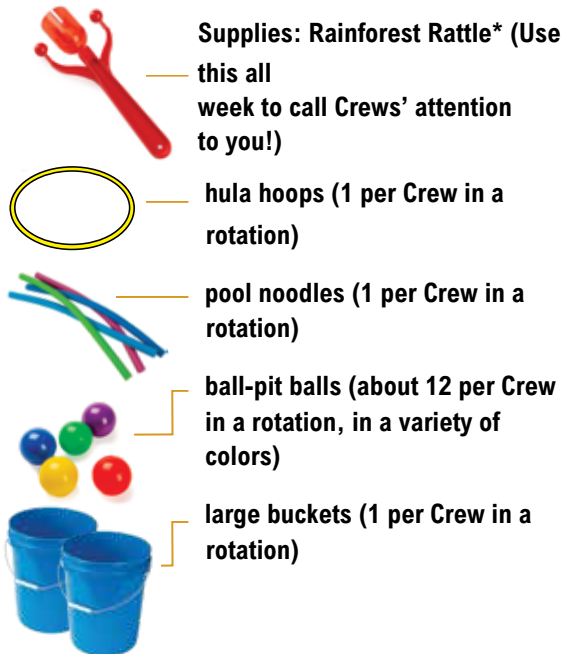 Supplies: Rainforest Rattle* (Use
this all
week to call Crews' attention
to you!)
hula hoops (1 per Crew in a
rotation)
pool noodles (1 per Crew in a
rotation)
ball-pit balls (about 12 per Crew
in a rotation, in a variety of
colors)
large buckets (1 per Crew in a
rotation)